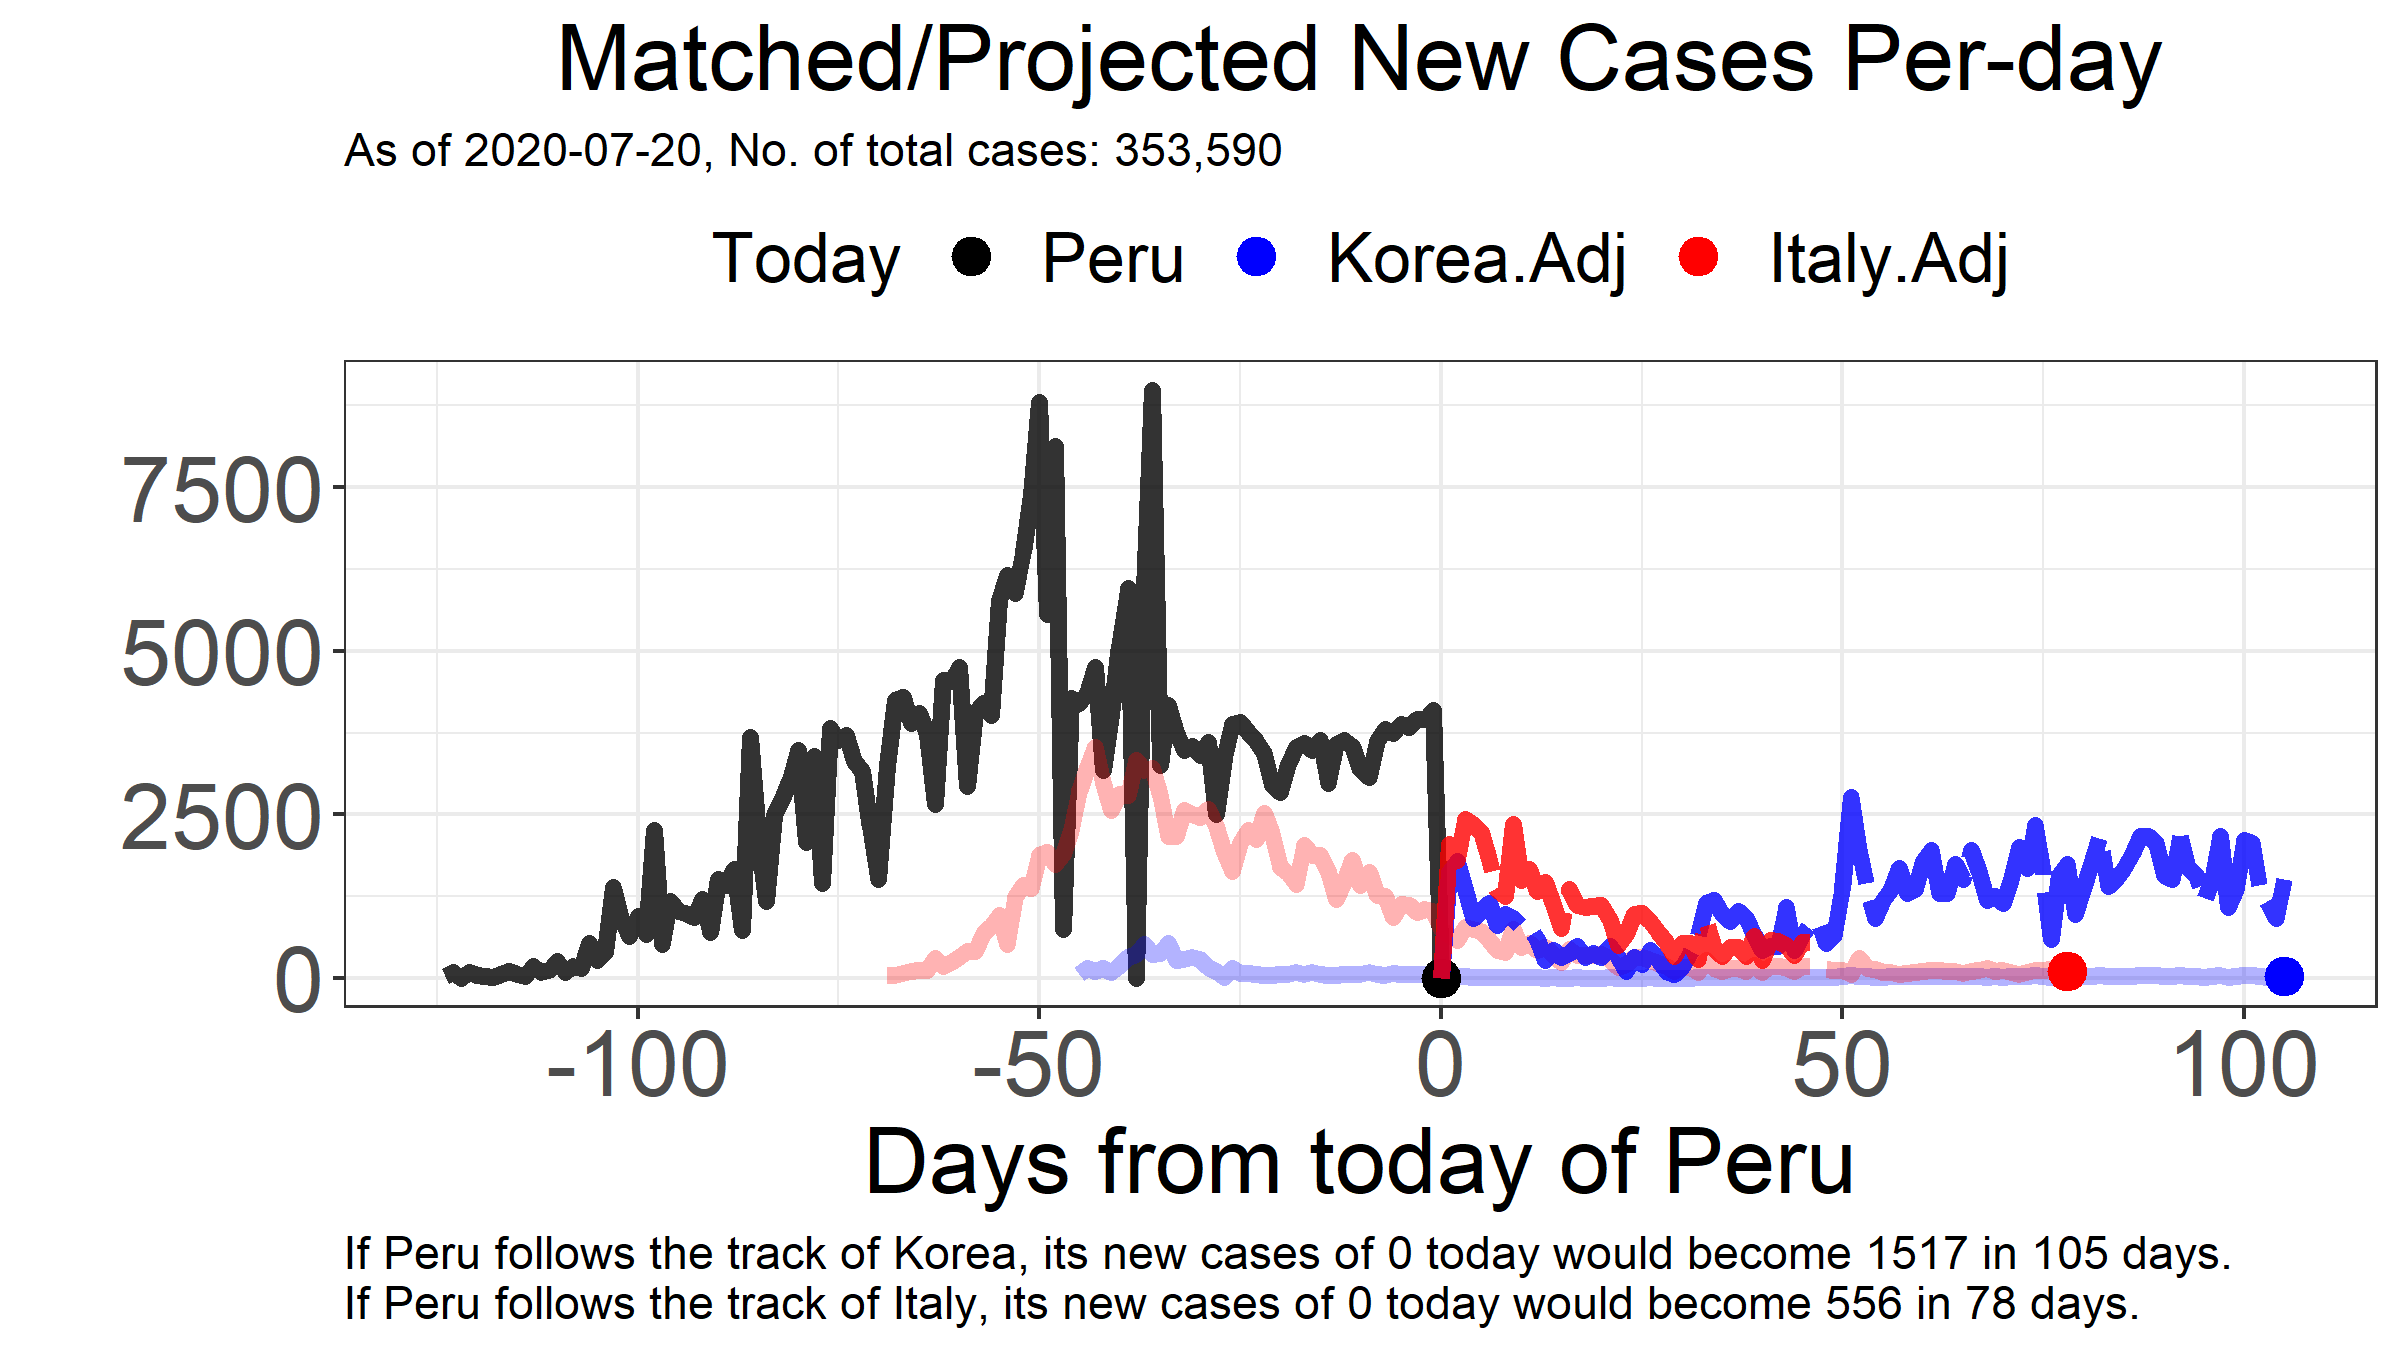 Matched/Projected New Cases Per-day
As of 2020-07-20, No. of total cases: 353,590
Today Peru Korea.Adj Italy.Adj
7500
5000
2500
0
-100 -50 0 50 100
Days from today of Peru
If Peru follows the track of Korea, its new cases of 0 today would become 1517 in 105 days.
If Peru follows the track of Italy, its new cases of 0 today would become 556 in 78 days.